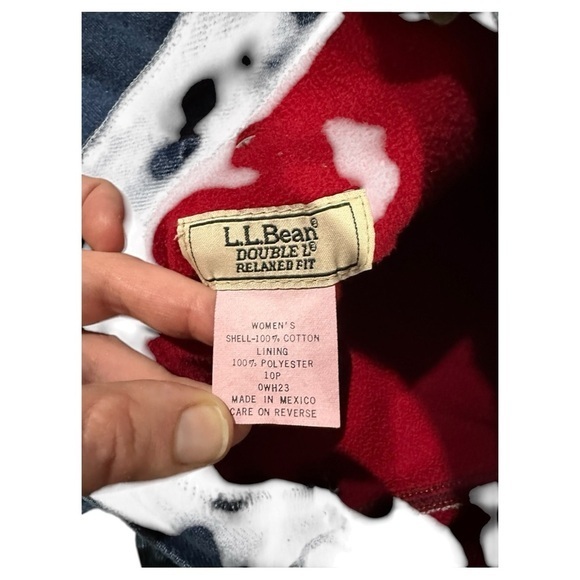 L.L.Bean®
DOUBLE L®
RELAXED FIT
WOMEN'S
SHELL-100% COTTON
LINING
100% POLYESTER
10P
0WH23
MADE IN MEXICO
CARE ON REVERSE